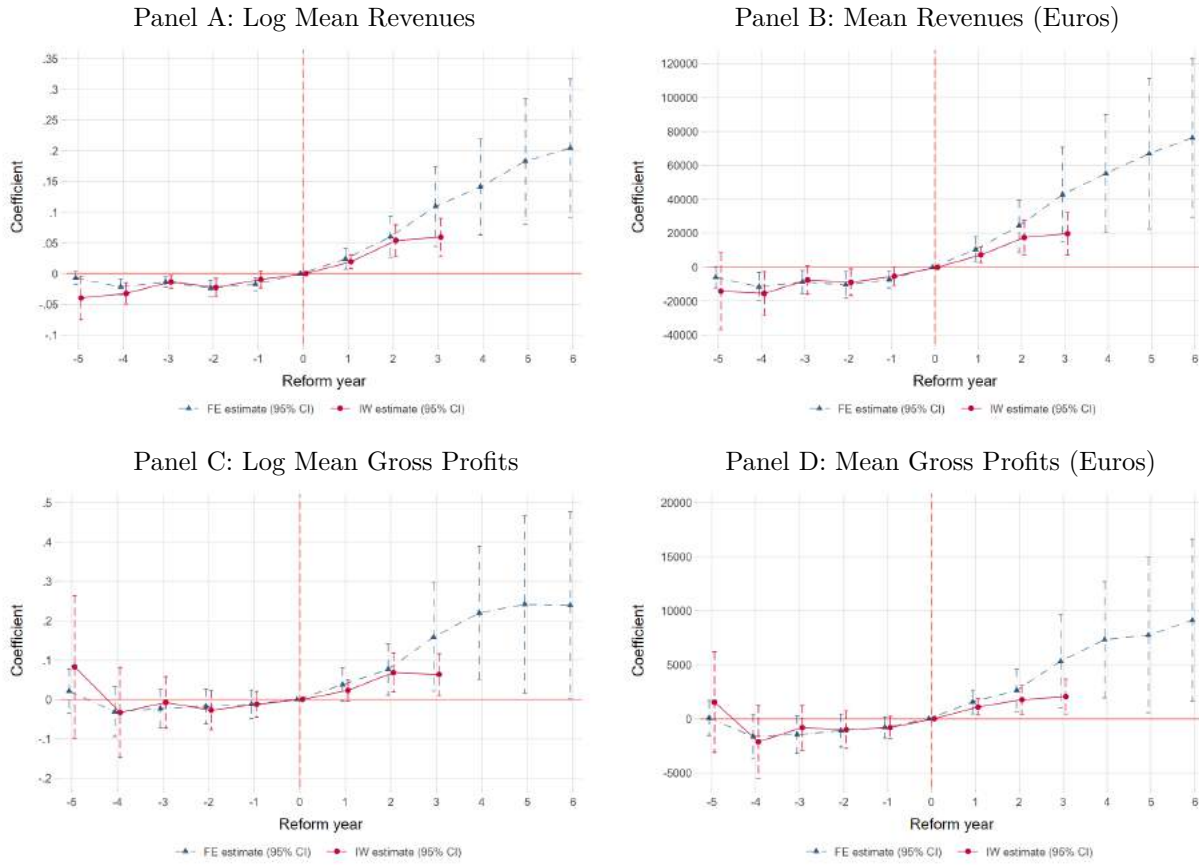 Panel A: Log Mean Revenues
.35
.3
.25
.2
.15
.1
.05
0
-.05
-.1
Coefficient
-5 -4 -3 -2 -1 0 1 2 3 4 5 6
Reform year
FE estimate (95% CI) IW estimate (95% CI)
Panel B: Mean Revenues (Euros)
120000
100000
80000
60000
40000
20000
0
-20000
-40000
Coefficient
-5 -4 -3 -2 -1 0 1 2 3 4 5 6
Reform year
FE estimate (95% CI) IW estimate (95% CI)
Panel C: Log Mean Gross Profits
.5
.4
.3
.2
.1
0
-.1
-.2
Coefficient
-5 -4 -3 -2 -1 0 1 2 3 4 5 6
Reform year
FE estimate (95% CI) IW estimate (95% CI)
Panel D: Mean Gross Profits (Euros)
20000
15000
10000
5000
0
-5000
Coefficient
-5 -4 -3 -2 -1 0 1 2 3 4 5 6
Reform year
FE estimate (95% CI) IW estimate (95% CI)